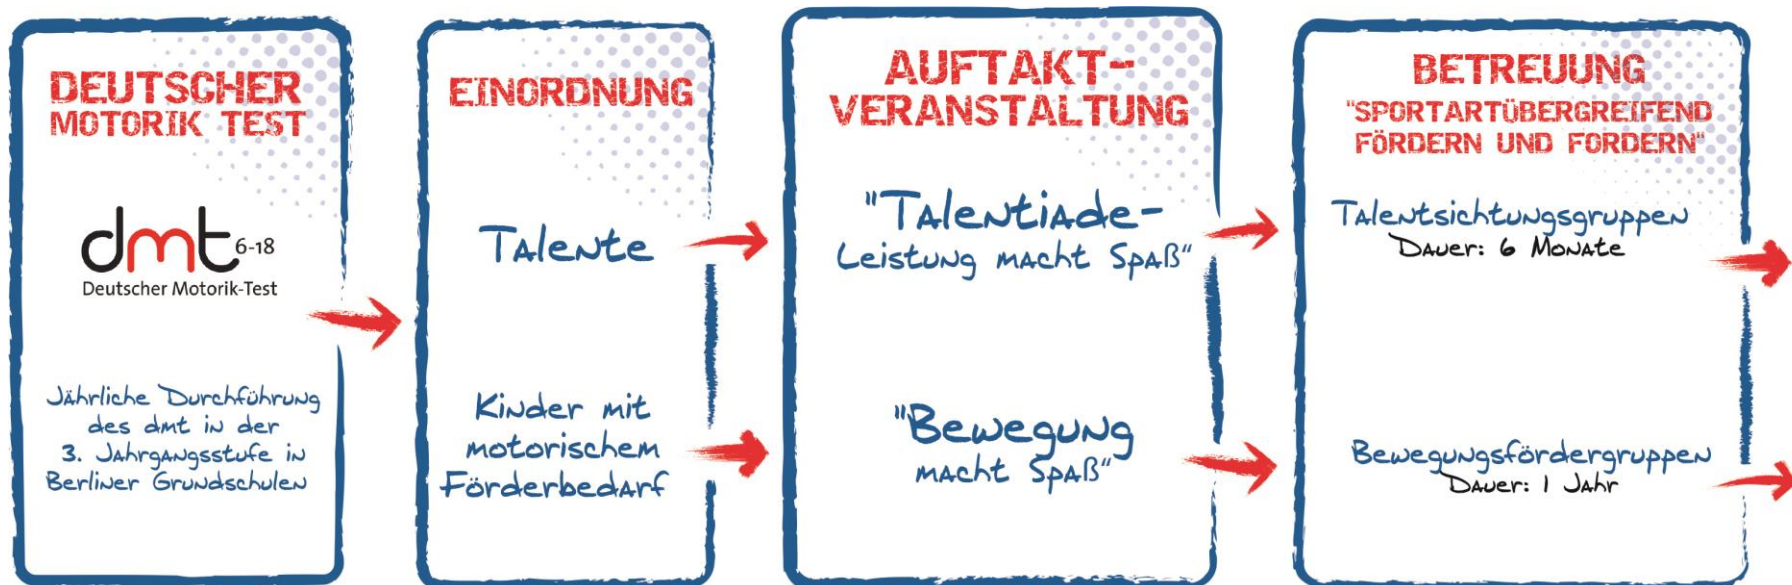 DEUTSCHER
MOTORIK TEST
dmt 6-18
Deutscher Motorik-Test
Jährliche Durchführung
des dmt in der
3. Jahrgangsstufe in
Berliner Grundschulen
EINORDNUNG
Talente
Kinder mit
motorischem
Förderbedarf
AUFTAKT-
VERANSTALTUNG
"Talentiade-
Leistung macht Spaß“
"Bewegung
macht Spaß“
BETREUUNG
"SPORTARTÜBERGREIFEND
FÖRDERN UND FORDERN"
Talentsichtungsgruppen
Dauer: 6 Monate
Bewegungsfördergruppen
Dauer: 1 Jahr